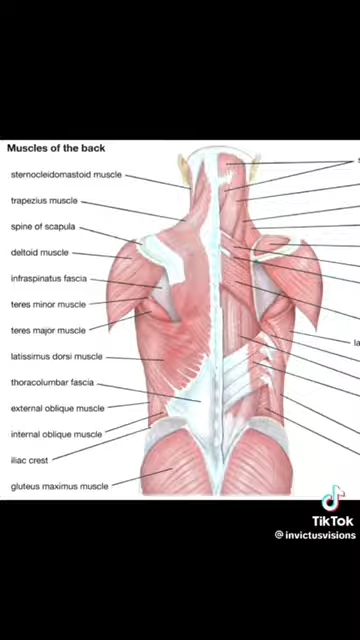 Muscles of the back
sternocleidomastoid muscle
trapezius muscle
spine of scapula
deltoid muscle
infraspinatus fascia
teres minor muscle
teres major muscle
latissimus dorsi muscle
thoracolumbar fascia
external oblique muscle
internal oblique muscle
iliac crest
gluteus maximus muscle
s
la
TikTok
@invictusvisions